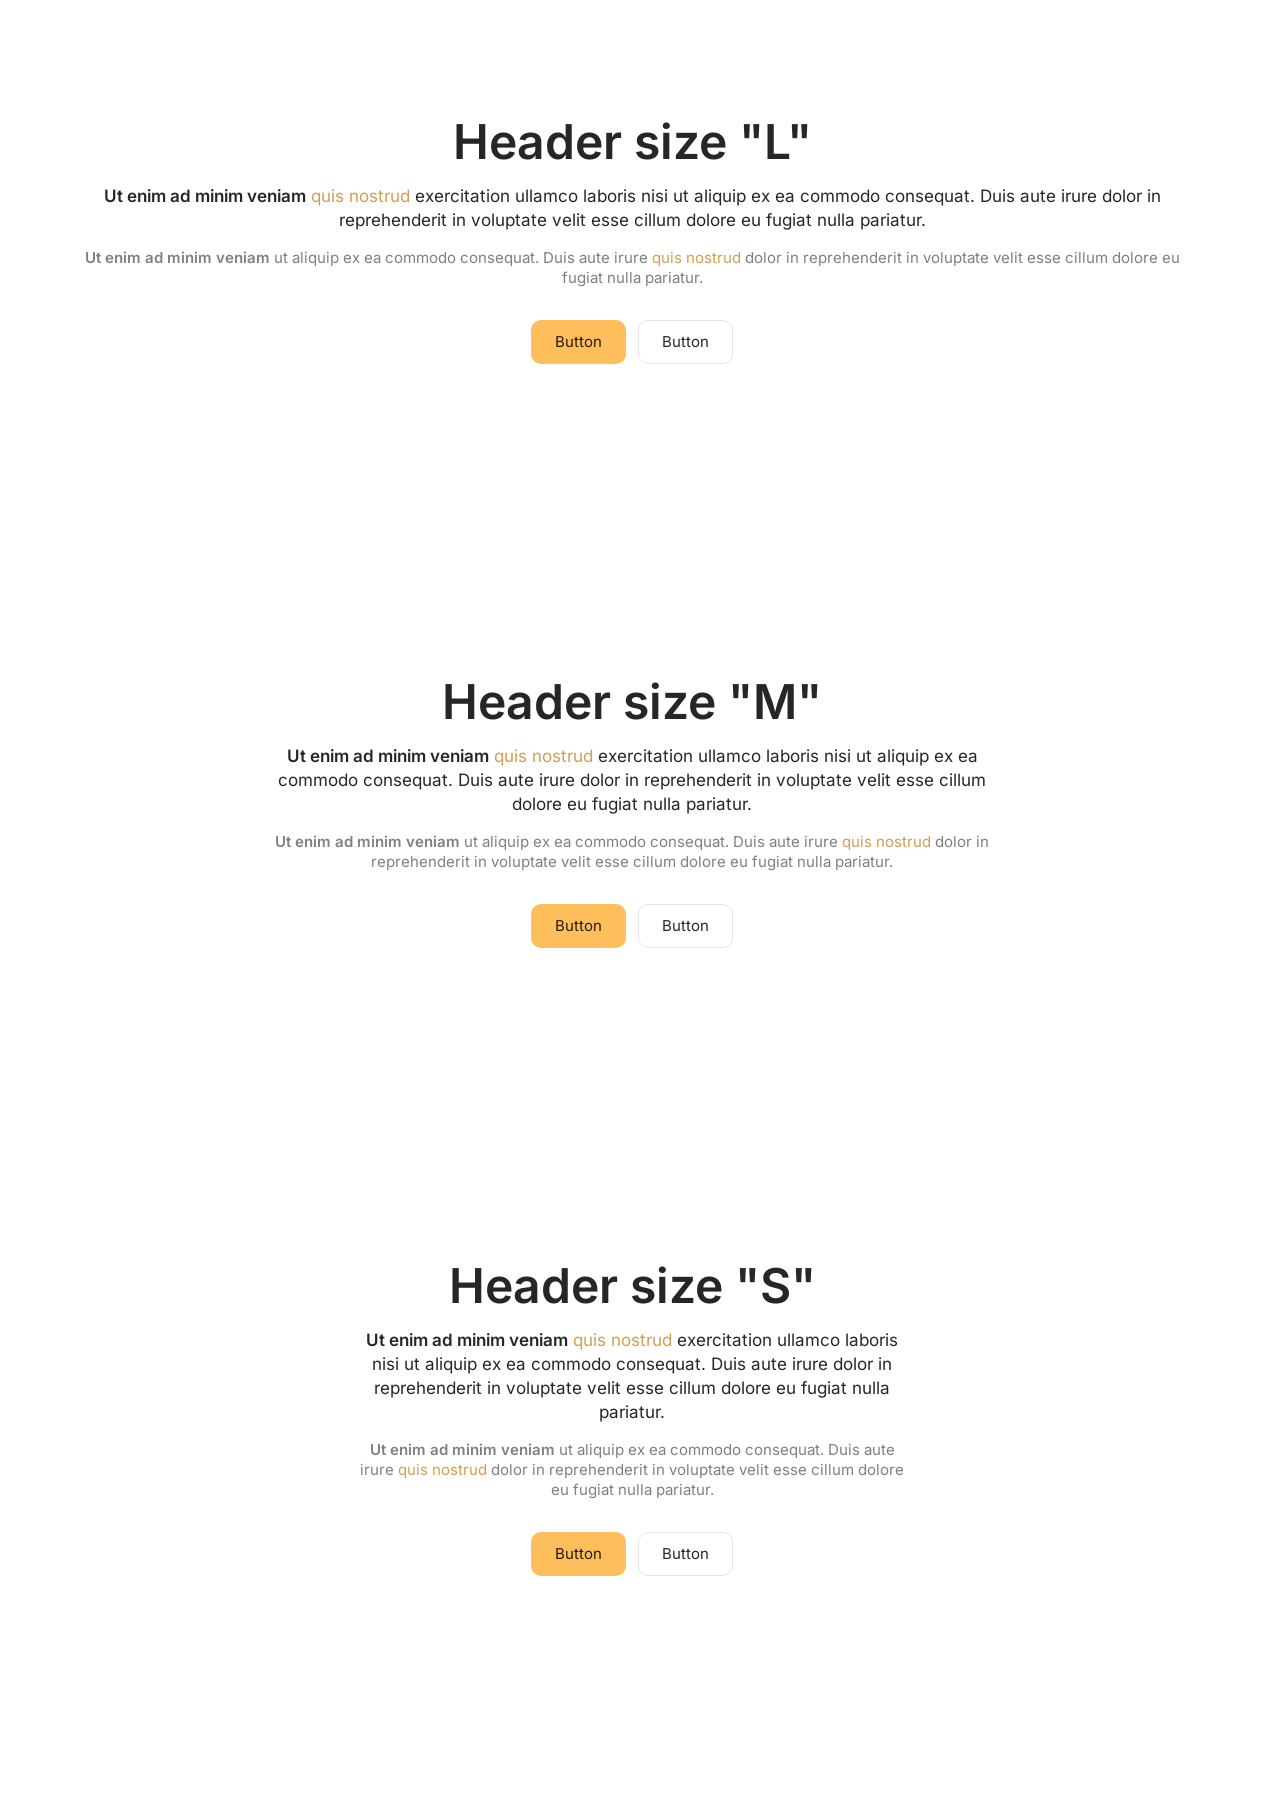 Header size "L"
Ut enim ad minim veniam quis nostrud exercitation ullamco laboris nisi ut aliquip ex ea commodo consequat. Duis aute irure dolor in
reprehenderit in voluptate velit esse cillum dolore eu fugiat nulla pariatur.
Ut enim ad minim veniam ut aliquip ex ea commodo consequat. Duis aute irure quis nostrud dolor in reprehenderit in voluptate velit esse cillum dolore eu
fugiat nulla pariatur.
Button Button
Header size "M"
Ut enim ad minim veniam quis nostrud exercitation ullamco laboris nisi ut aliquip ex ea
commodo consequat. Duis aute irure dolor in reprehenderit in voluptate velit esse cillum
dolore eu fugiat nulla pariatur.
Ut enim ad minim veniam ut aliquip ex ea commodo consequat. Duis aute irure quis nostrud dolor in
reprehenderit in voluptate velit esse cillum dolore eu fugiat nulla pariatur.
Button Button
Header size "S"
Ut enim ad minim veniam quis nostrud exercitation ullamco laboris
nisi ut aliquip ex ea commodo consequat. Duis aute irure dolor in
reprehenderit in voluptate velit esse cillum dolore eu fugiat nulla
pariatur.
Ut enim ad minim veniam ut aliquip ex ea commodo consequat. Duis aute
irure quis nostrud dolor in reprehenderit in voluptate velit esse cillum dolore
eu fugiat nulla pariatur.
Button Button